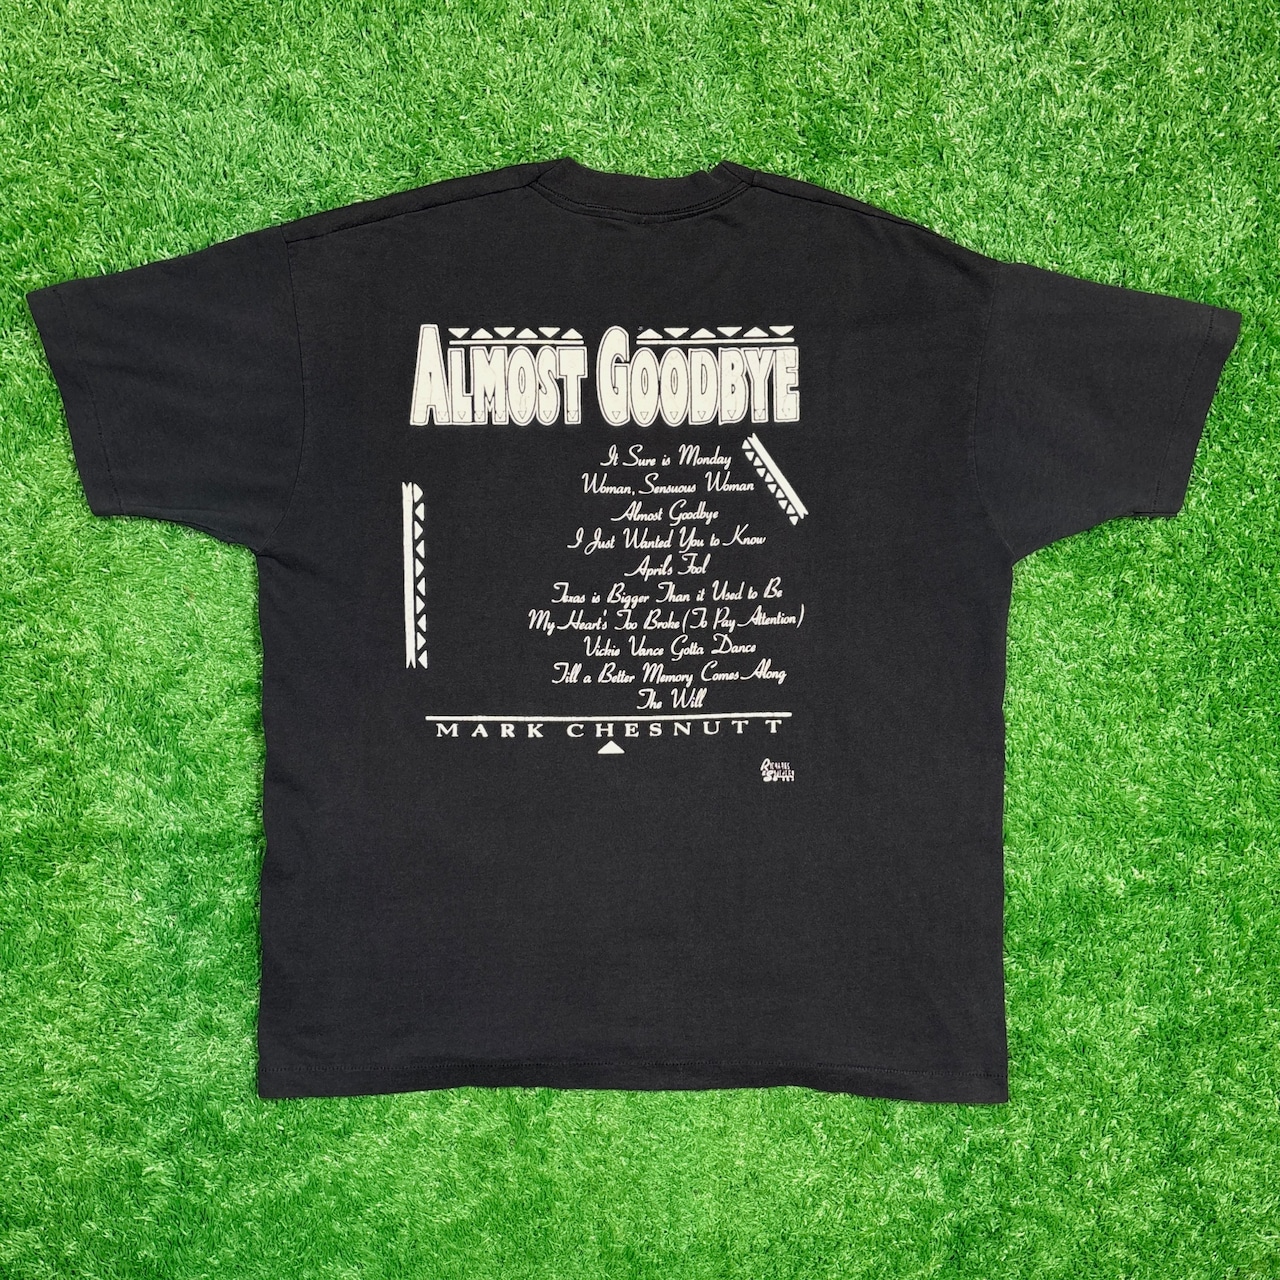 ALMOST GOODBYE
It Sure is Monday
Woman, Sensuous Woman
Almost Goodbye
I Just Wanted You to Know
April's Fool
Texas is Bigger Than it Used to Be
My Heart's Too Broke (To Pay Attention)
Vickie Vance Gotta Dance
Till a Better Memory Comes Along
The Will
MARK CHESNUTT